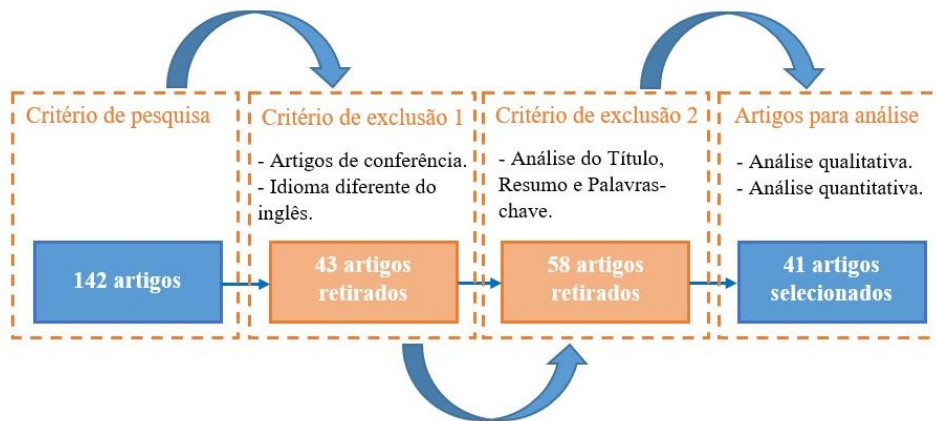 Critério de pesquisa
142 artigos
Critério de exclusão 1
- Artigos de conferência.
- Idioma diferente do
inglês.
43 artigos
retirados
Critério de exclusão 2
- Análise do Título,
Resumo e Palavras-
chave.
58 artigos
retirados
Artigos para análise
- Análise qualitativa.
- Análise quantitativa.
41 artigos
selecionados